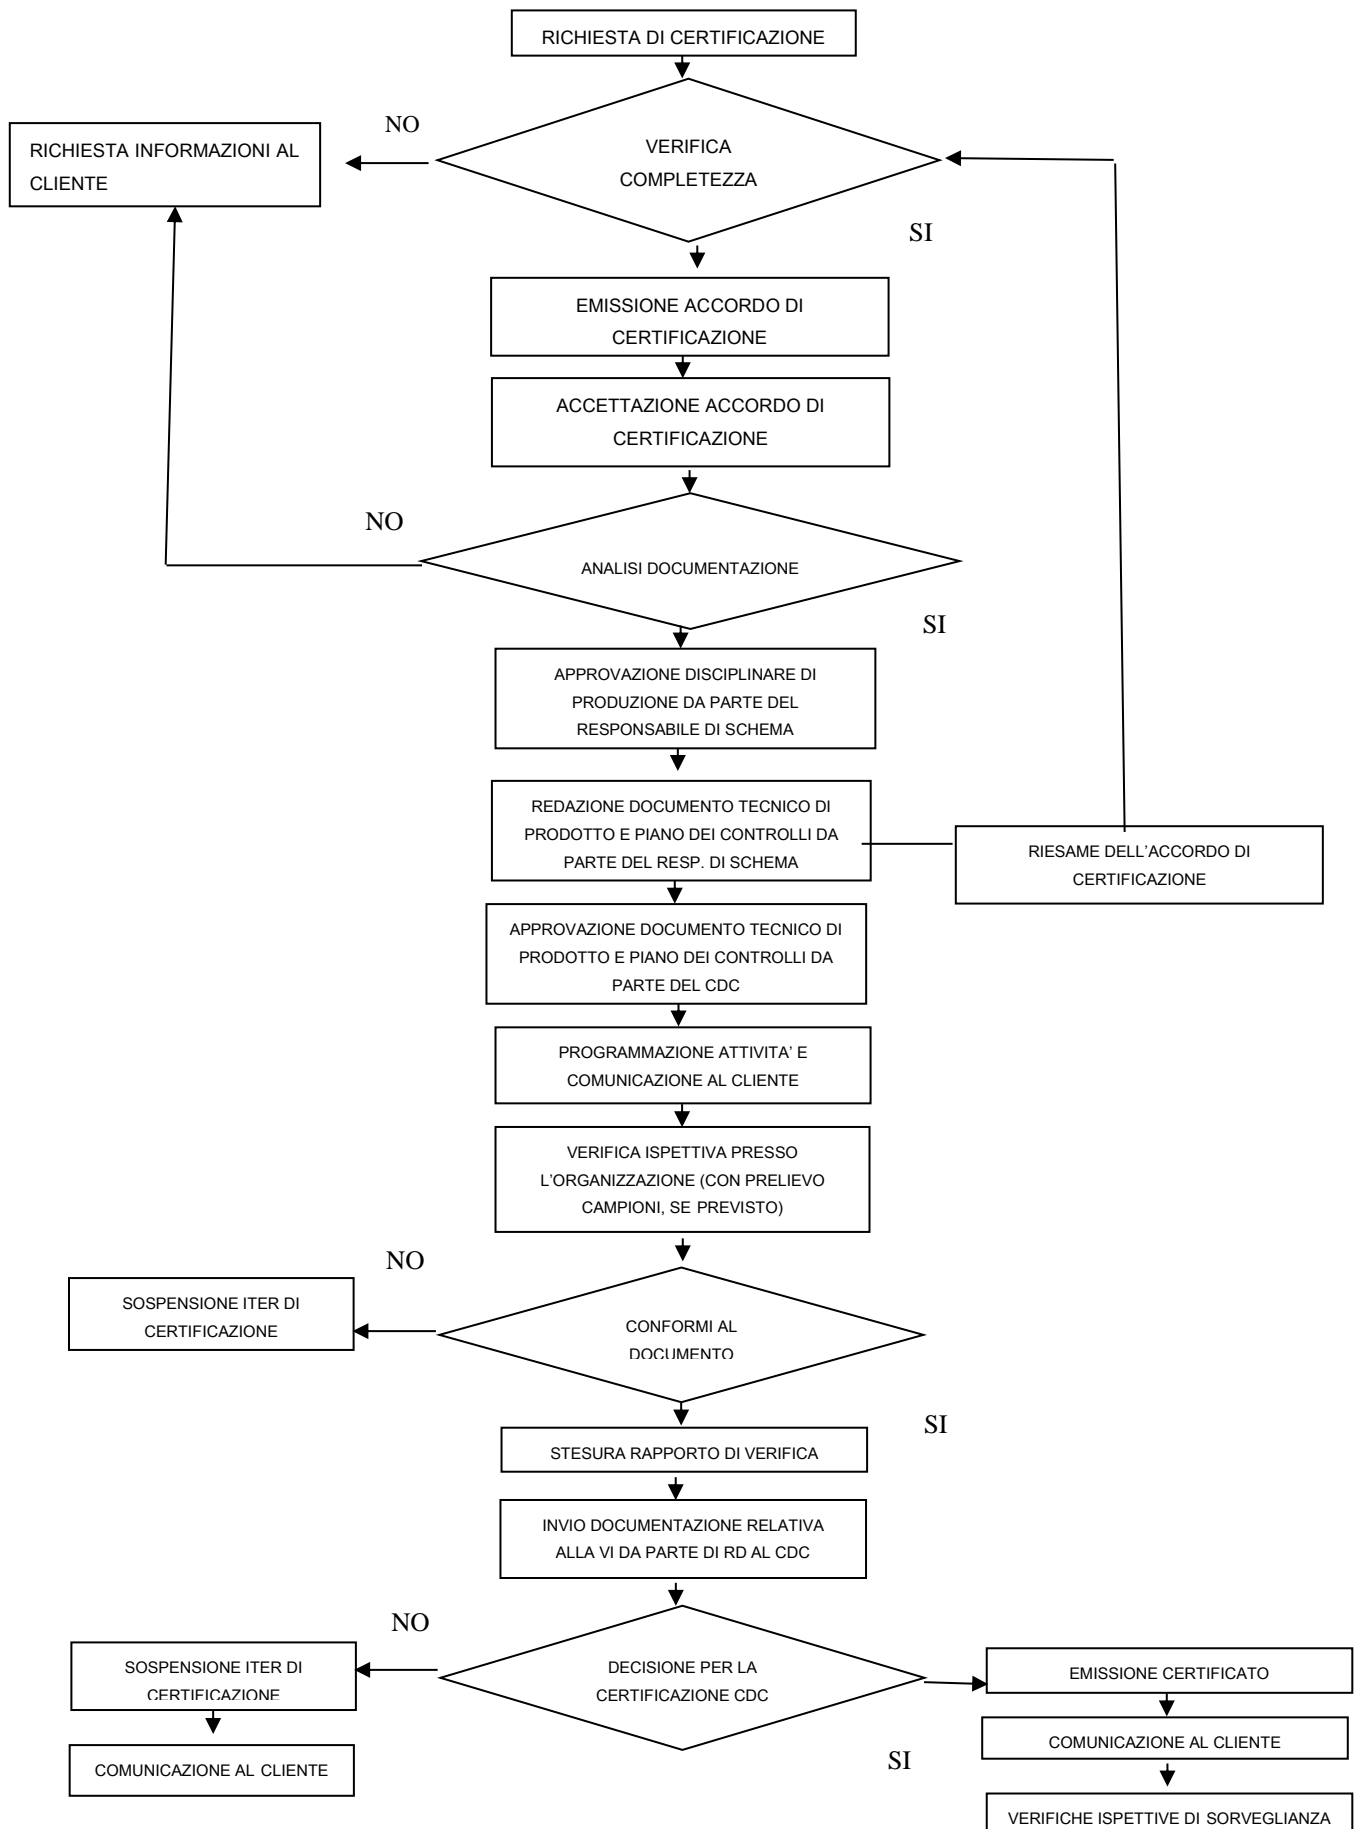 RICHIESTA DI CERTIFICAZIONE
NO
VERIFICA
COMPLETEZZA
RICHIESTA INFORMAZIONI AL
CLIENTE
SI
EMISSIONE ACCORDO DI
CERTIFICAZIONE
ACCETTAZIONE ACCORDO DI
CERTIFICAZIONE
NO
ANALISI DOCUMENTAZIONE
SI
APPROVAZIONE DISCIPLINARE DI
PRODUZIONE DA PARTE DEL
RESPONSABILE DI SCHEMA
REDAZIONE DOCUMENTO TECNICO DI
PRODOTTO E PIANO DEI CONTROLLI DA
PARTE DEL RESP. DI SCHEMA
RIESAME DELL’ACCORDO DI
CERTIFICAZIONE
APPROVAZIONE DOCUMENTO TECNICO DI
PRODOTTO E PIANO DEI CONTROLLI DA
PARTE DEL CDC
PROGRAMMAZIONE ATTIVITA’ E
COMUNICAZIONE AL CLIENTE
VERIFICA ISPETTIVA PRESSO
L’ORGANIZZAZIONE (CON PRELIEVO
CAMPIONI, SE PREVISTO)
NO
SOSPENSIONE ITER DI
CERTIFICAZIONE
CONFORMI AL
DOCUMENTO
SI
STESURA RAPPORTO DI VERIFICA
INVIO DOCUMENTAZIONE RELATIVA
ALLA VI DA PARTE DI RD AL CDC
NO
SOSPENSIONE ITER DI
CERTIFICAZIONE
DECISIONE PER LA
CERTIFICAZIONE CDC
EMISSIONE CERTIFICATO
COMUNICAZIONE AL CLIENTE
SI
COMUNICAZIONE AL CLIENTE
VERIFICHE ISPETTIVE DI SORVEGLIANZA